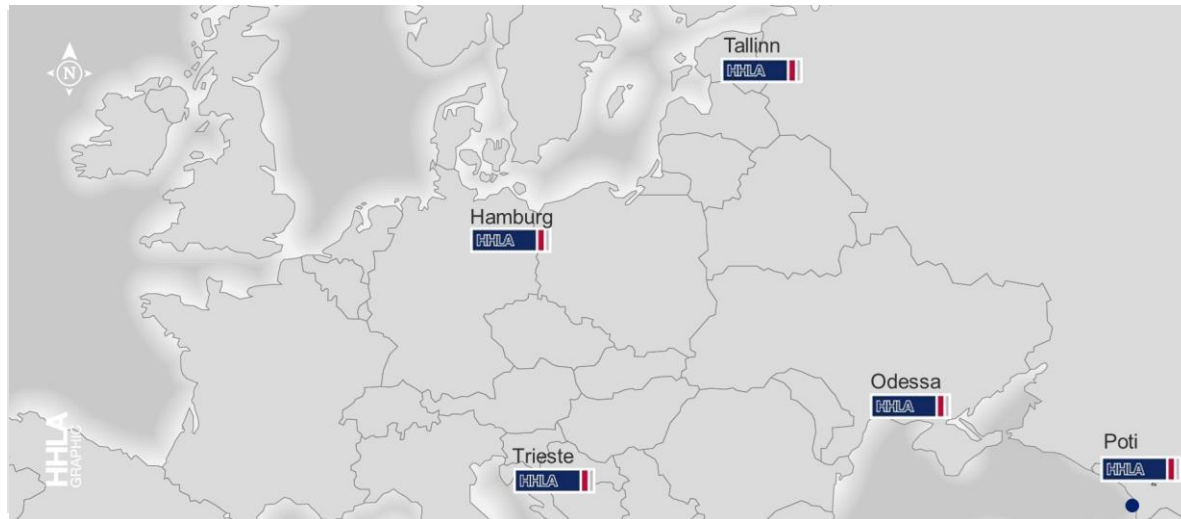 Tallinn
HHLA
N
Hamburg
HHLA
Odessa
HHLA
Poti
HHLA
Trieste
HHLA
HHLA
GRAPHIC